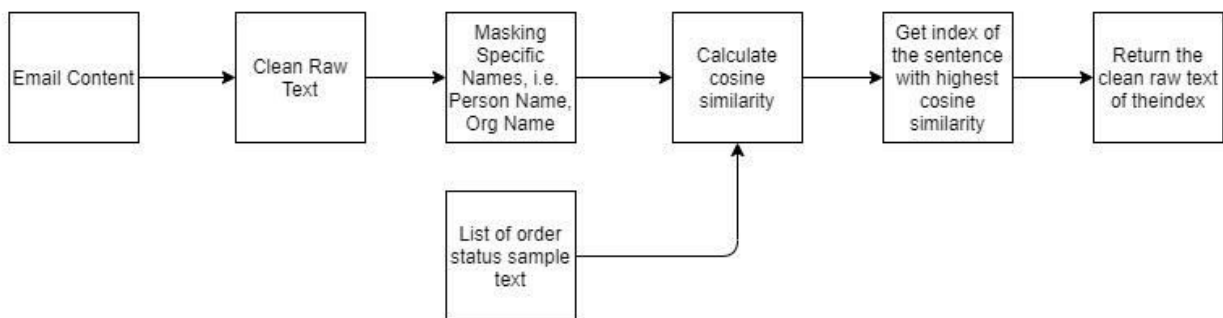 Email Content
Clean Raw
Text
Masking
Specific
Names, i.e.
Person Name,
Org Name
Calculate
cosine
similarity
Get index of
the sentence
with highest
cosine
similarity
Return the
clean raw text
of theindex
List of order
status sample
text